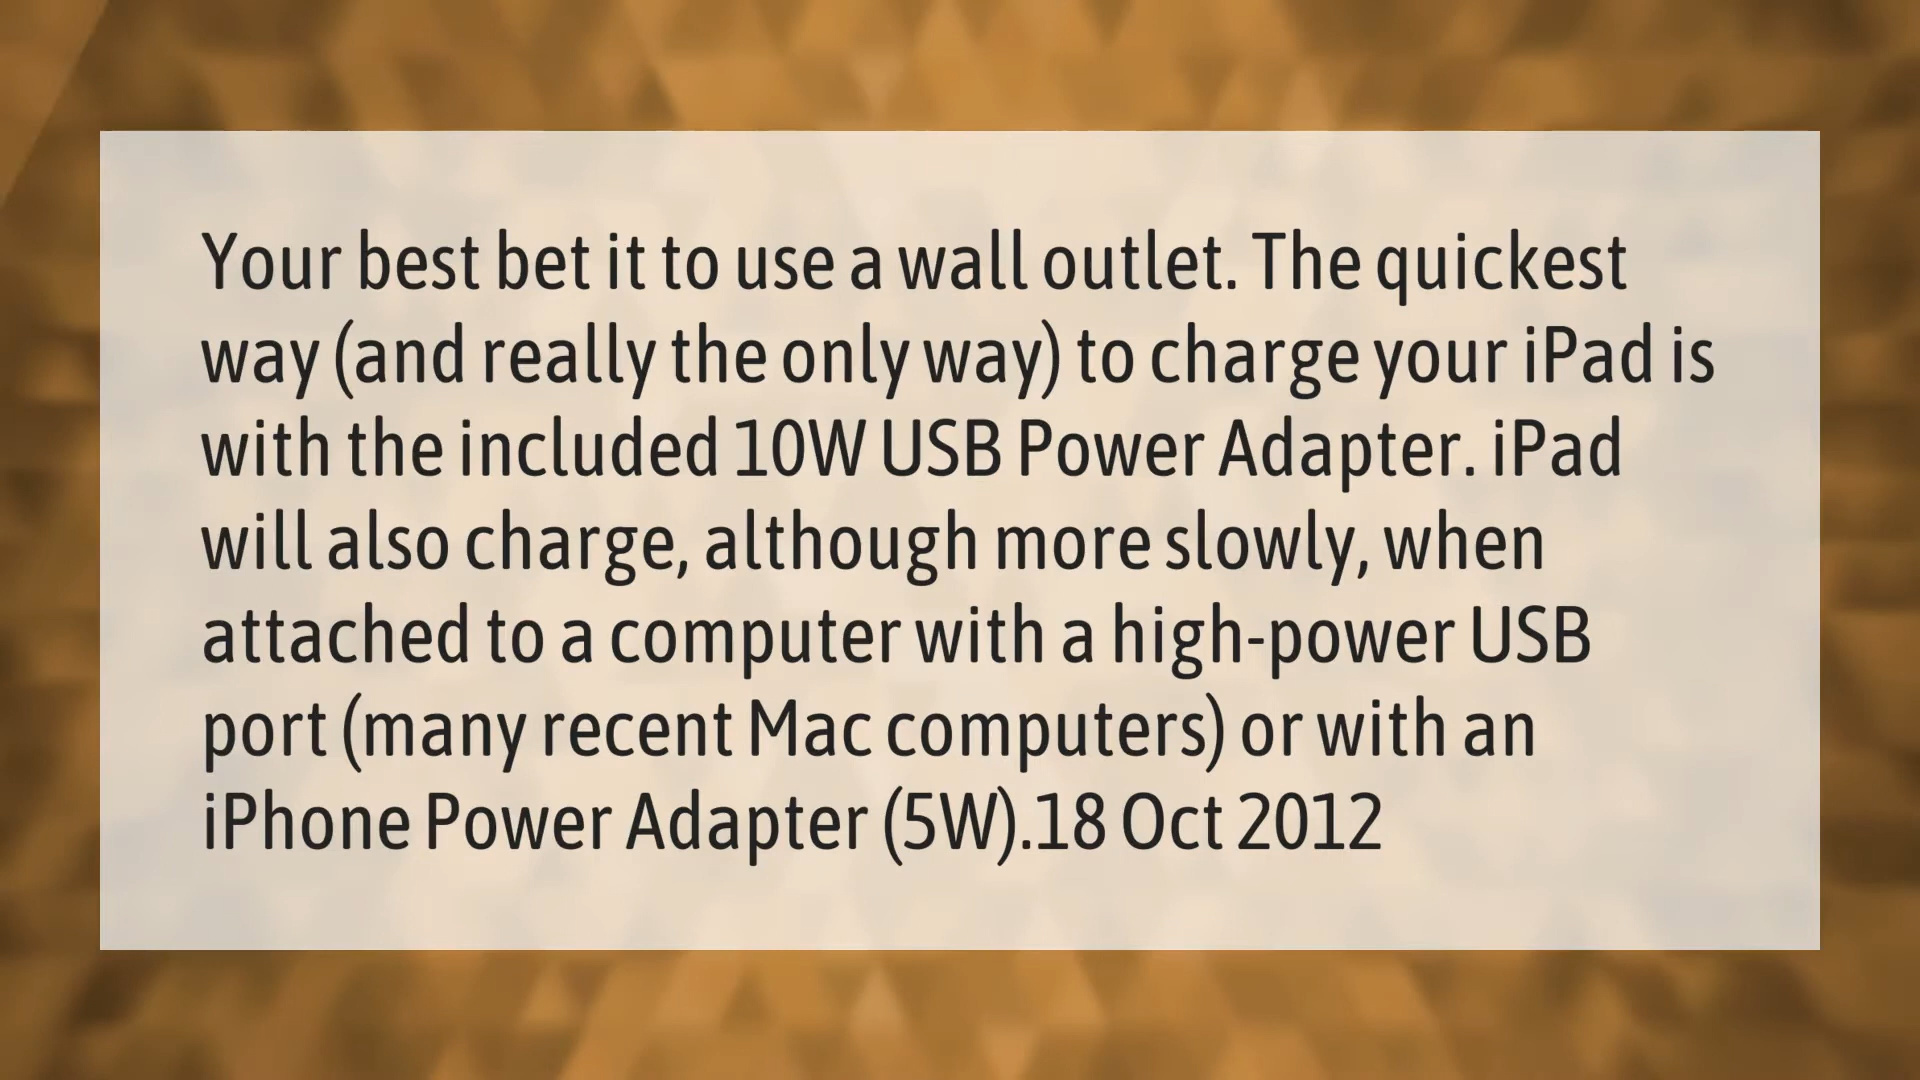 Your best bet it to use a wall outlet. The quickest
way (and really the only way) to charge your iPad is
with the included 10W USB Power Adapter. iPad
will also charge, although more slowly, when
attached to a computer with a high-power USB
port (many recent Mac computers) or with an
iPhone Power Adapter (5W).18 Oct 2012